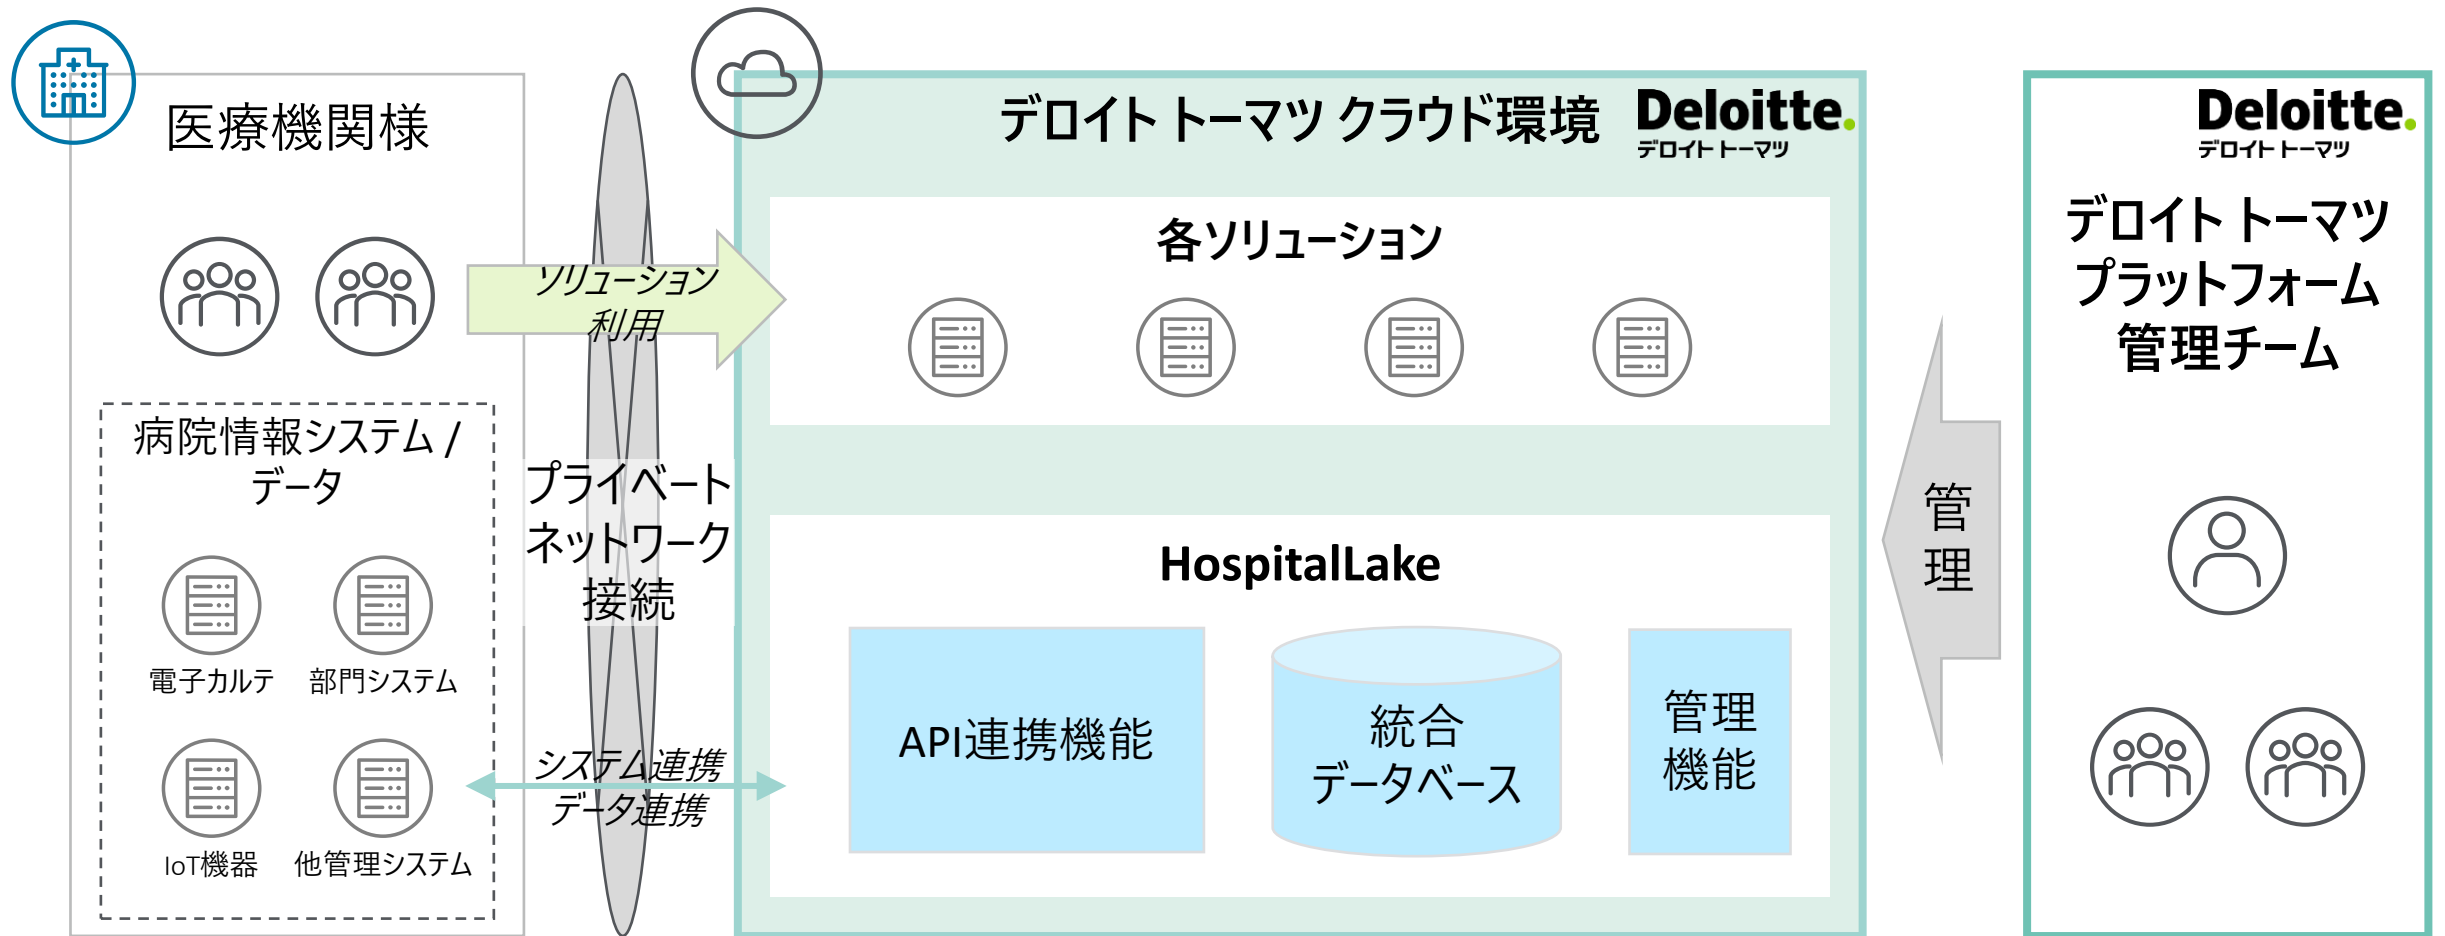 医療機関様
病院情報システム /
データ
電子カルテ
部門システム
IoT機器
他管理システム
ソリューション
利用
プライベート
ネットワーク
接続
システム連携
データ連携
デロイト トーマツ クラウド環境
Deloitte.
デロイト トーマツ
各ソリューション
HospitalLake
API連携機能
統合
データベース
管理
機能
管
理
Deloitte.
デロイト トーマツ
デロイト トーマツ
プラットフォーム
管理チーム